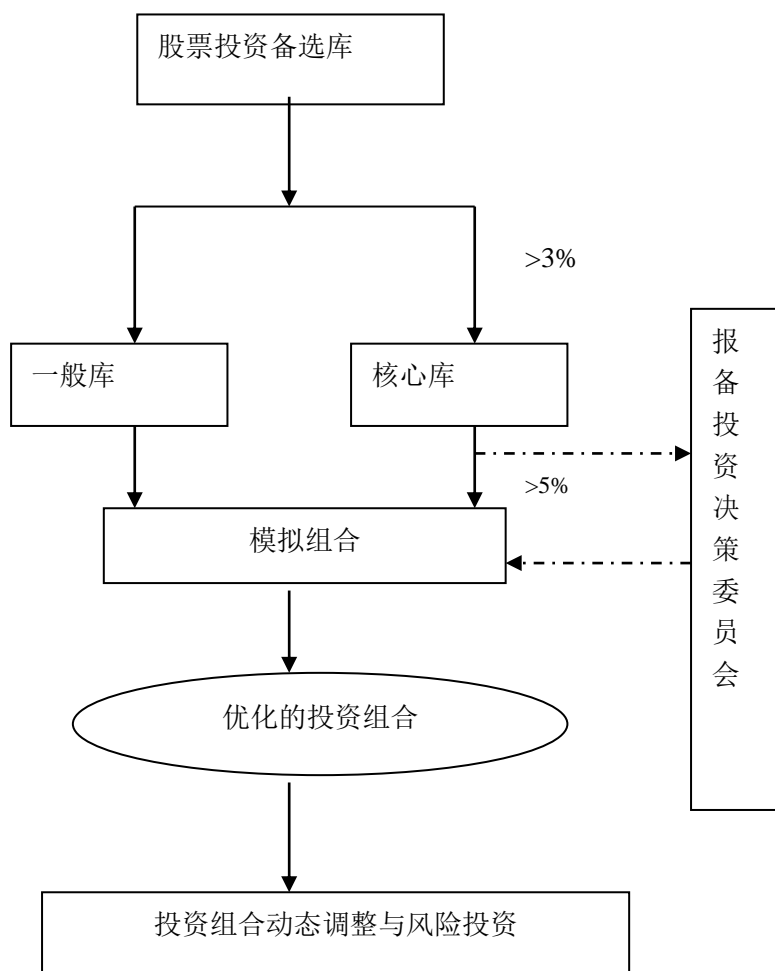 股票投资备选库
>3%
一般库
核心库
报备投资决策委员会
>5%
模拟组合
优化的投资组合
投资组合动态调整与风险投资